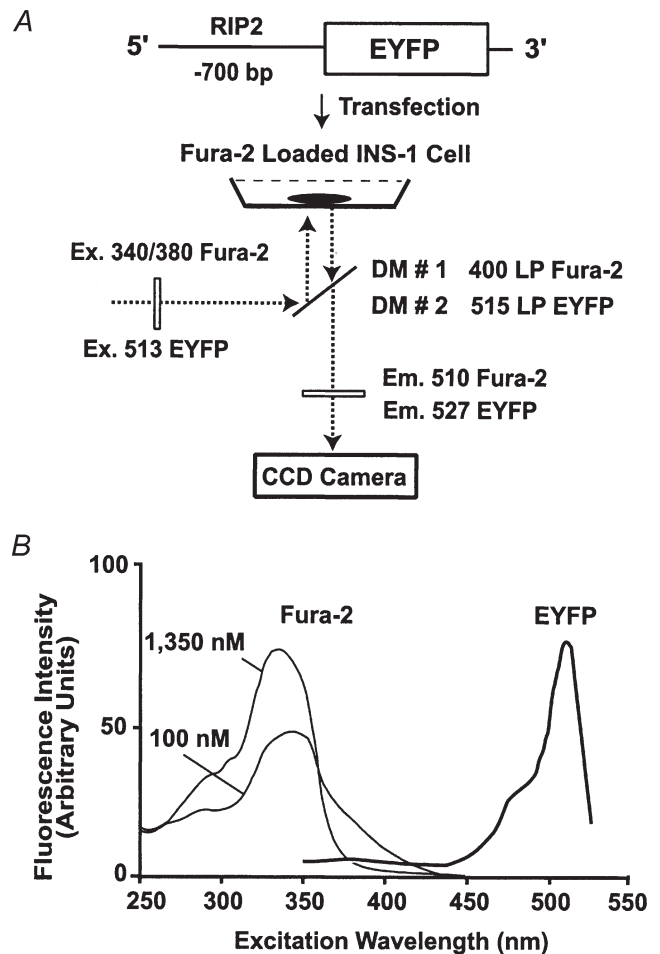 A
RIP2
5'
EYFP
3'
-700 bp
Transfection
Fura-2 Loaded INS-1 Cell
Ex. 340/380 Fura-2
DM # 1 400 LP Fura-2
DM # 2 515 LP EYFP
Ex. 513 EYFP
Em. 510 Fura-2
Em. 527 EYFP
CCD Camera
B
100
50
0
Fluorescence Intensity
(Arbitrary Units)
Fura-2
EYFP
1,350 nM
100 nM
250 300 350 400 450 500 550
Excitation Wavelength (nm)